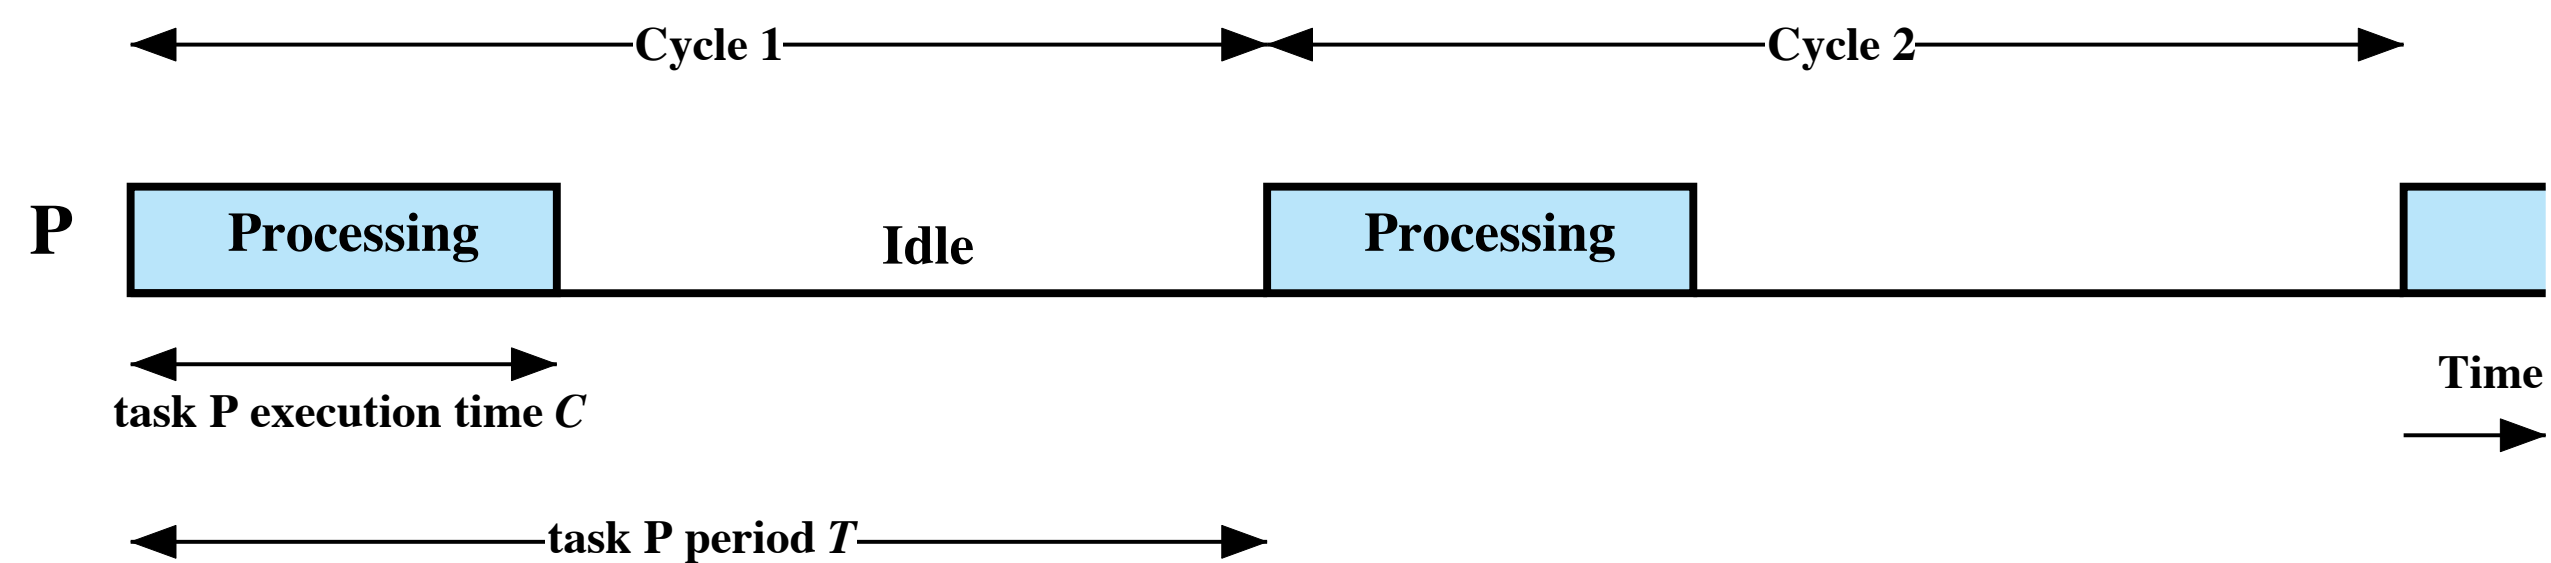 Cycle 1
Cycle 2
P
Processing
Idle
Processing
task P execution time C
Time
task P period T